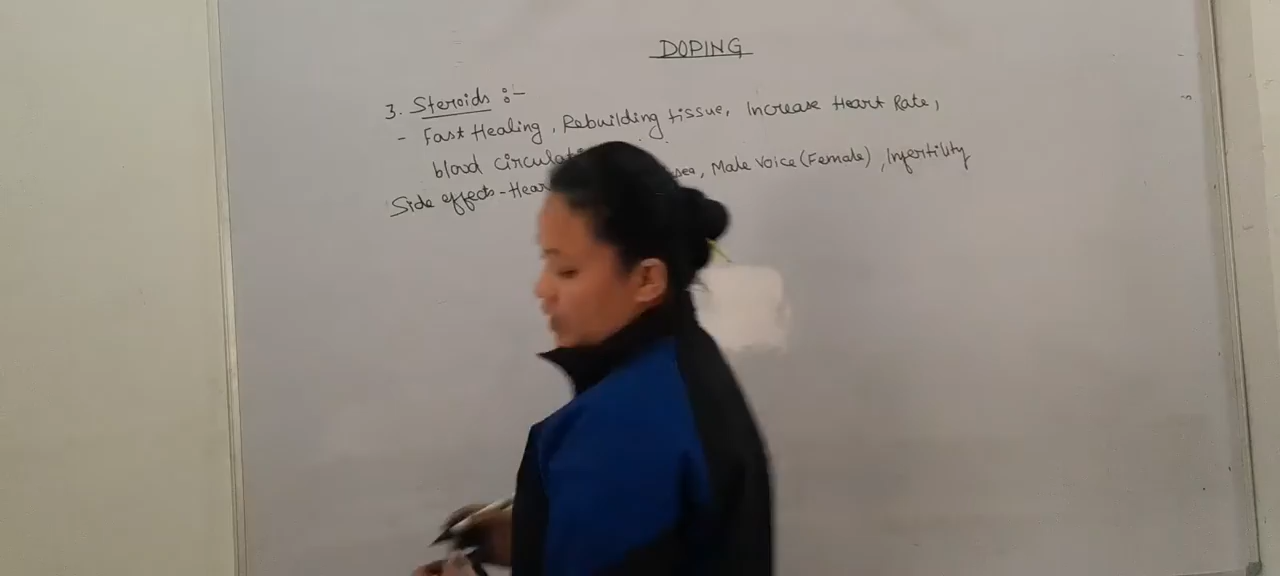 DOPING
3. Steroids :-
- Fast Healing, Rebuilding tissue, Increase Heart Rate,
blood
Side effects - Male Voice (Female), Infertility